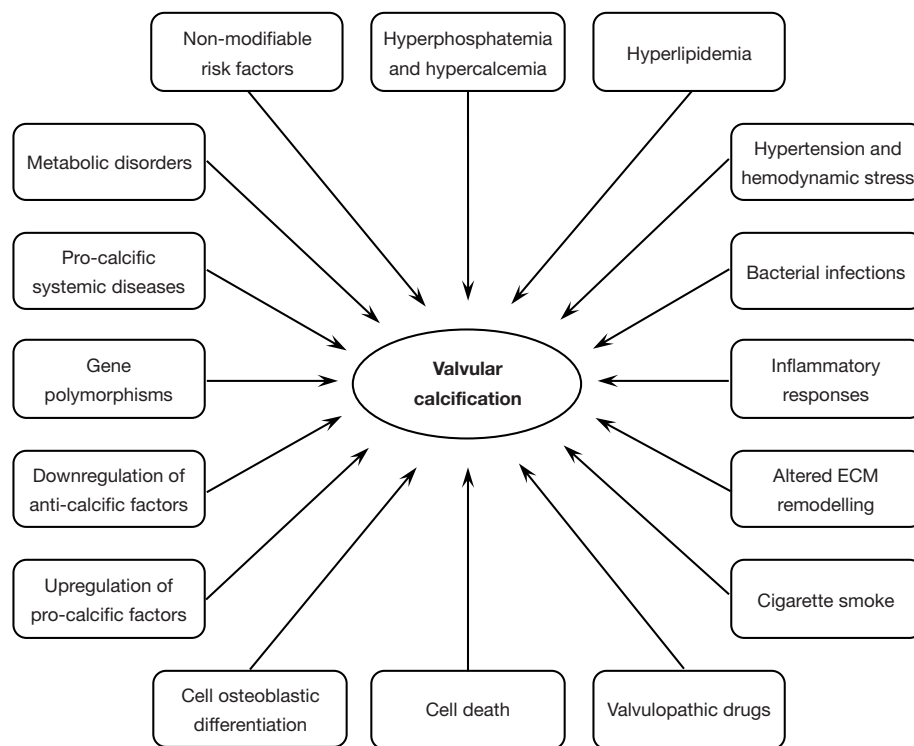 Non-modifiable
risk factors
Hyperphosphatemia
and hypercalcemia
Hyperlipidemia
Metabolic disorders
Hypertension and
hemodynamic stress
Pro-calcific
systemic diseases
Bacterial infections
Valvular
calcification
Gene
polymorphisms
Inflammatory
responses
Downregulation of
anti-calcific factors
Altered ECM
remodelling
Upregulation of
pro-calcific factors
Cigarette smoke
Cell osteoblastic
differentiation
Cell death
Valvulopathic drugs